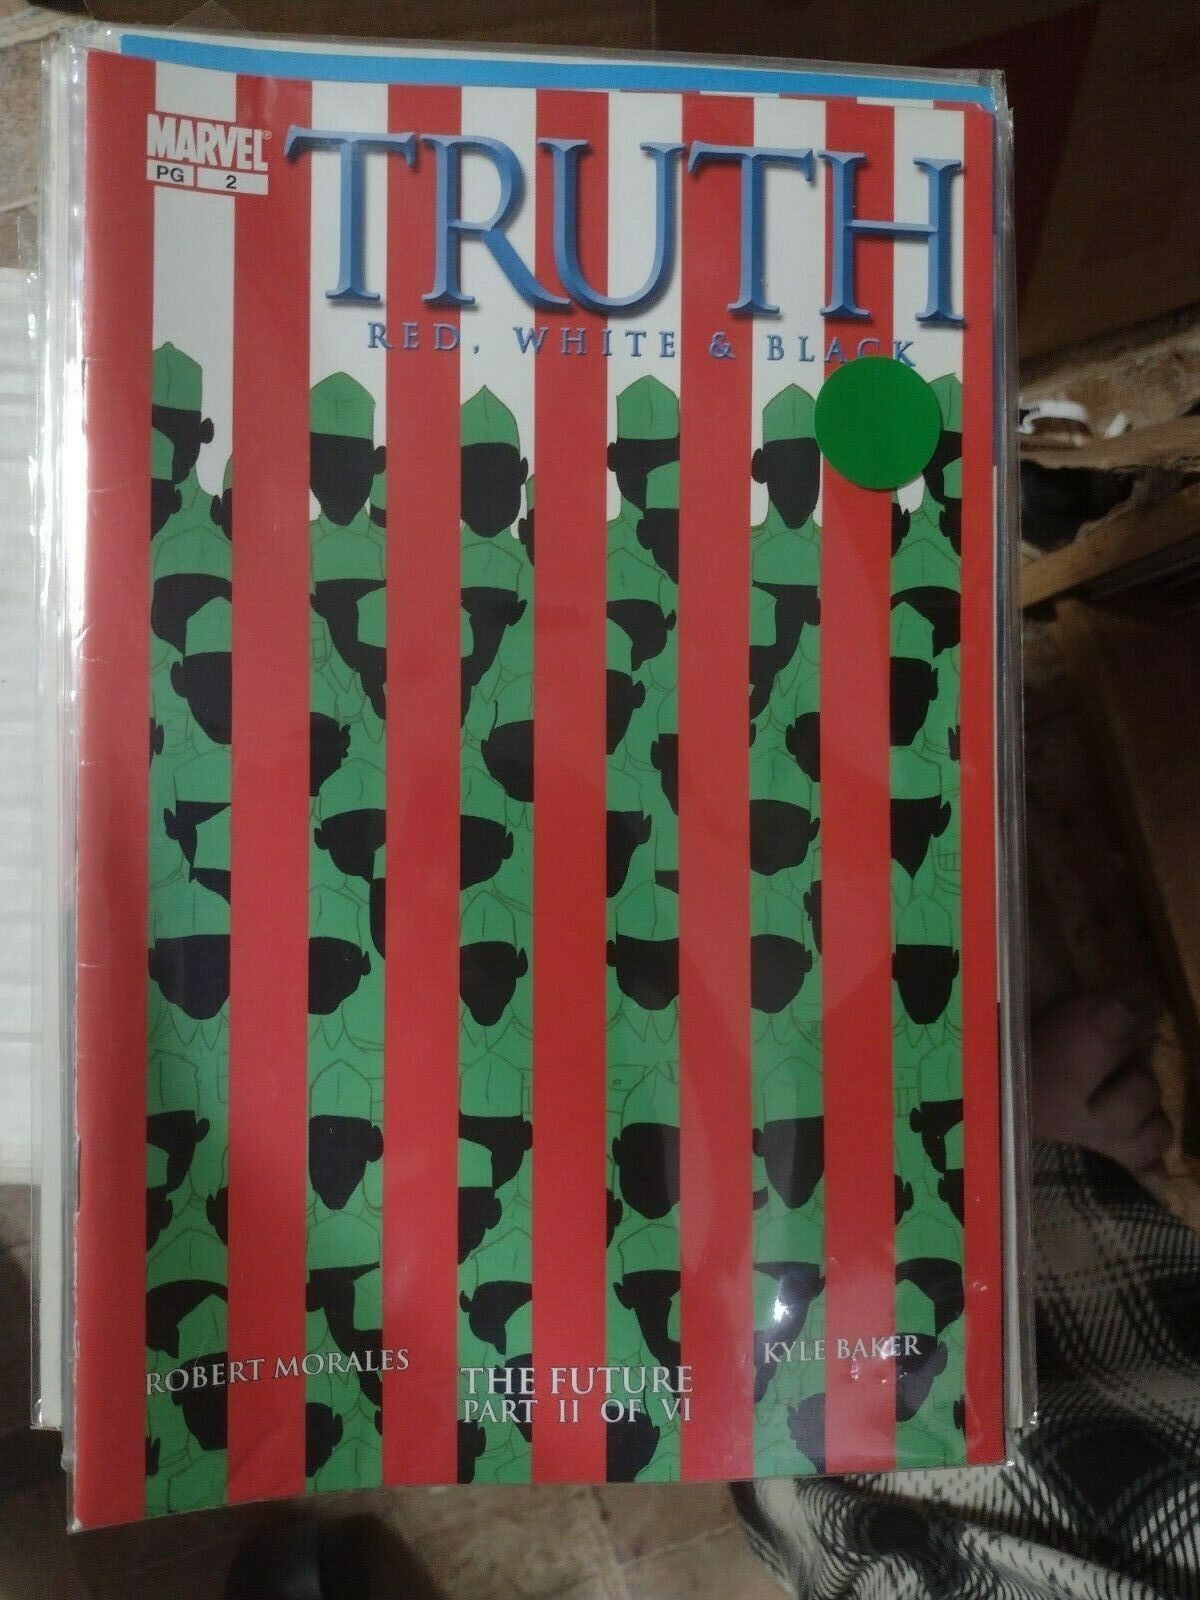 MARVEL®
PG 2
TRUTH
RED, WHITE & BLACK
ROBERT MORALES
THE FUTURE
PART II OF VI
KYLE BAKER